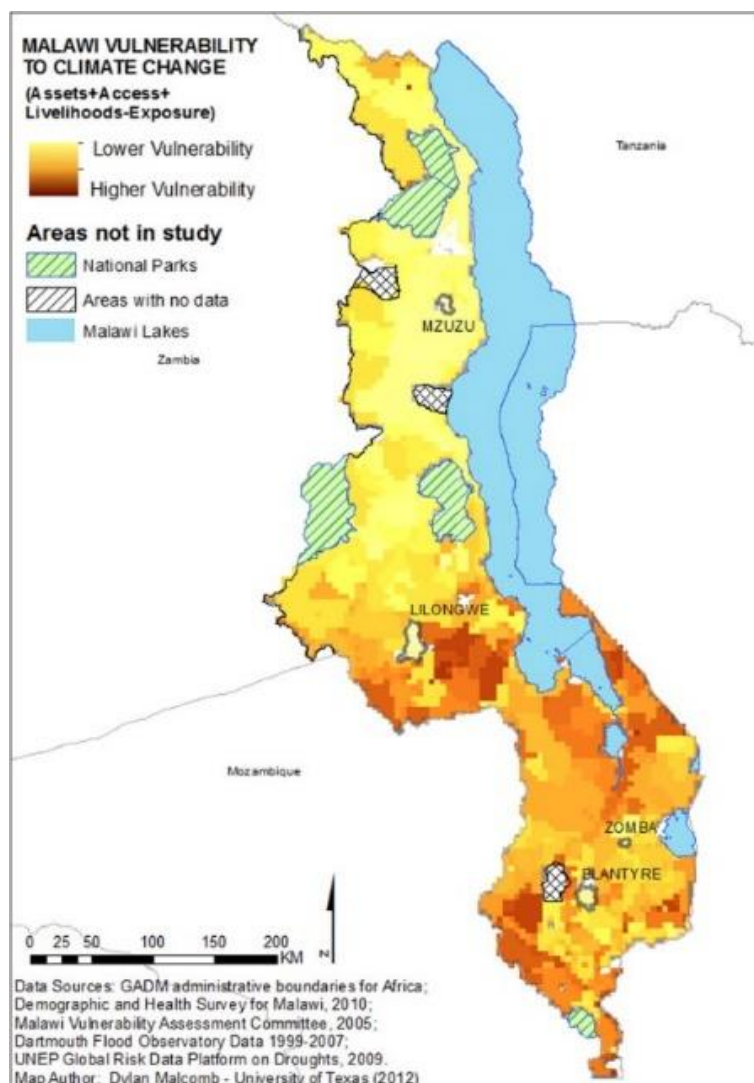 MALAWI VULNERABILITY
TO CLIMATE CHANGE
(Assets+Access+
Livelihoods-Exposure)
Lower Vulnerability
Higher Vulnerability
Areas not in study
National Parks
Areas with no data
Malawi Lakes
Tanzania
Zambia
MZUZU
LILONGWE
Mozambique
ZOMBA
BLANTYRE
N
0 25 50 100 150 200
KM
Data Sources: GADM administrative boundaries for Africa;
Demographic and Health Survey for Malawi, 2010;
Malawi Vulnerability Assessment Committee, 2005;
Dartmouth Flood Observatory Data 1999-2007;
UNEP Global Risk Data Platform on Droughts, 2009.
Map Author: Dylan Malcomb - University of Texas (2012)